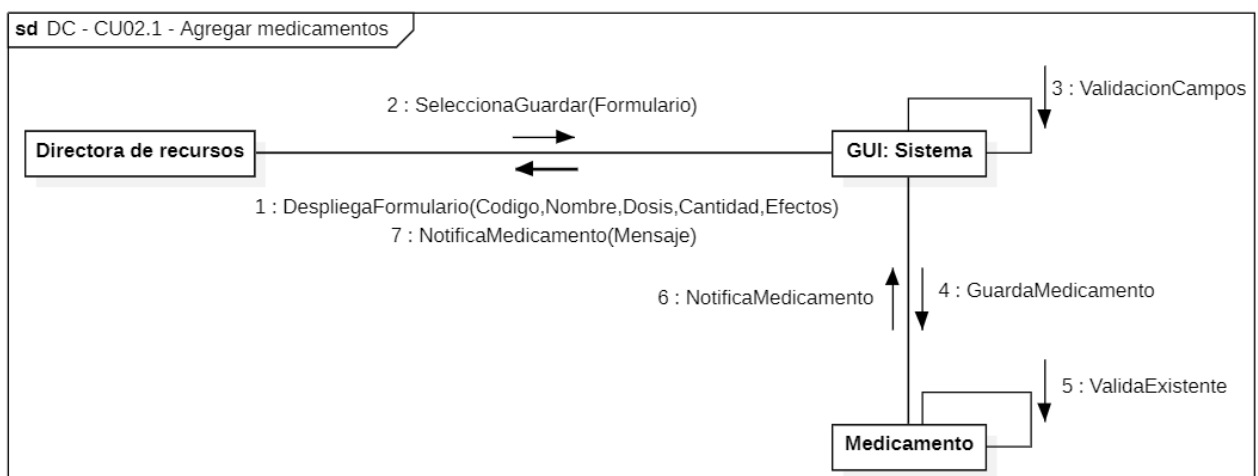 sd DC - CU02.1 - Agregar medicamentos
3 : ValidacionCampos
2 : SeleccionaGuardar(Formulario)
Directora de recursos
GUI: Sistema
1 : DespliegaFormulario(Codigo,Nombre,Dosis,Cantidad,Efectos)
7 : NotificaMedicamento(Mensaje)
6 : NotificaMedicamento
4 : GuardaMedicamento
5 : ValidaExistente
Medicamento